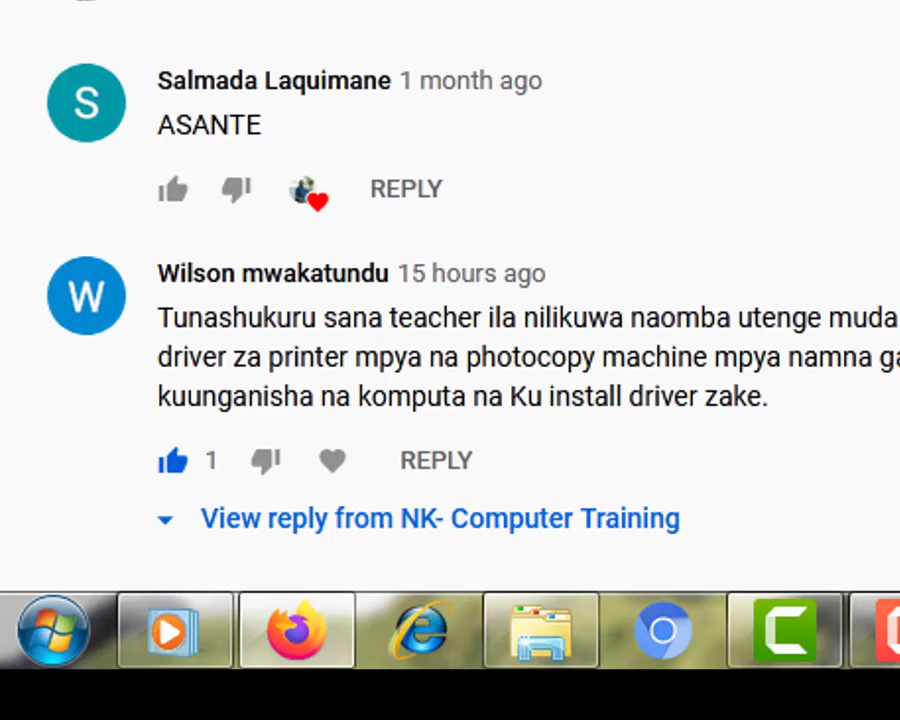 Salmada Laquimane 1 month ago
ASANTE
REPLY
Wilson mwakatundu 15 hours ago
Tunashukuru sana teacher ila nilikuwa naomba utenge muda
driver za printer mpya na photocopy machine mpya namna ga
kuunganisha na komputa na Ku install driver zake.
1 REPLY
View reply from NK- Computer Training